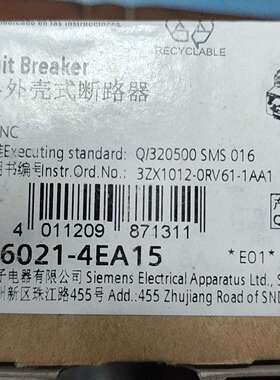 RECYCLABLE
it Breaker
外壳式断路器
NC
Executing standard: Q/320500 SMS 016
书编号Instr.Ord.No.: 3ZX1012-0RV61-1AA1
4 011209 871311
6021-4EA15
*E01*
子电器有限公司 Siemens Electrical Apparatus Ltd., S
州新区珠江路455号 Add.:455 Zhujiang Road of SND